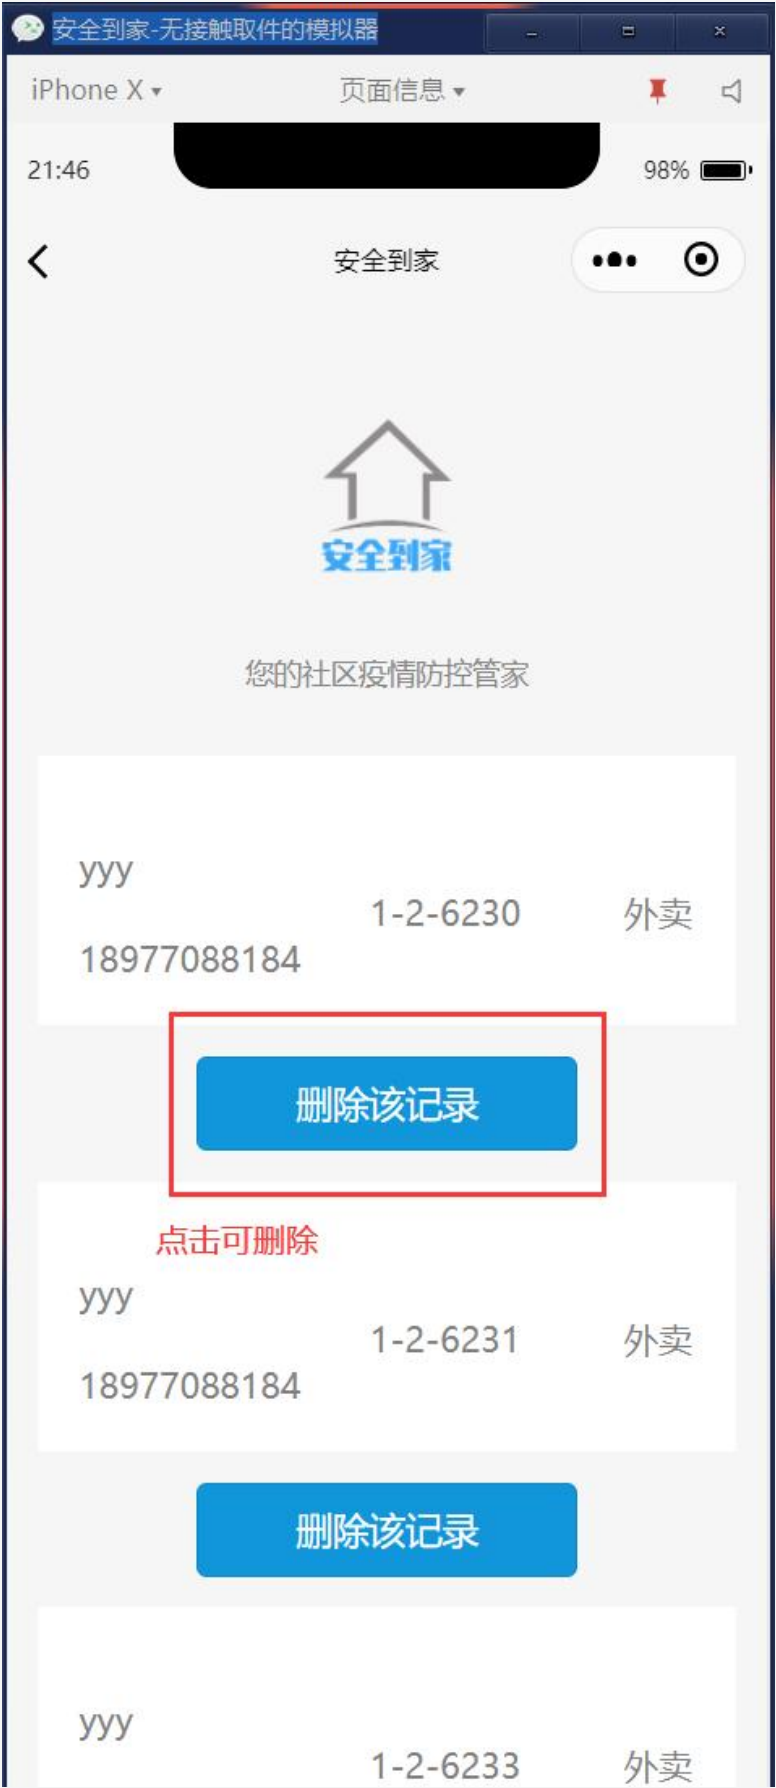 安全到家-无接触取件的模拟器
iPhone X
页面信息
21:46
98%
安全到家
安全到家
您的社区疫情防控管家
yyy
1-2-6230
外卖
18977088184
删除该记录
点击可删除
yyy
1-2-6231
外卖
18977088184
删除该记录
yyy
1-2-6233
外卖